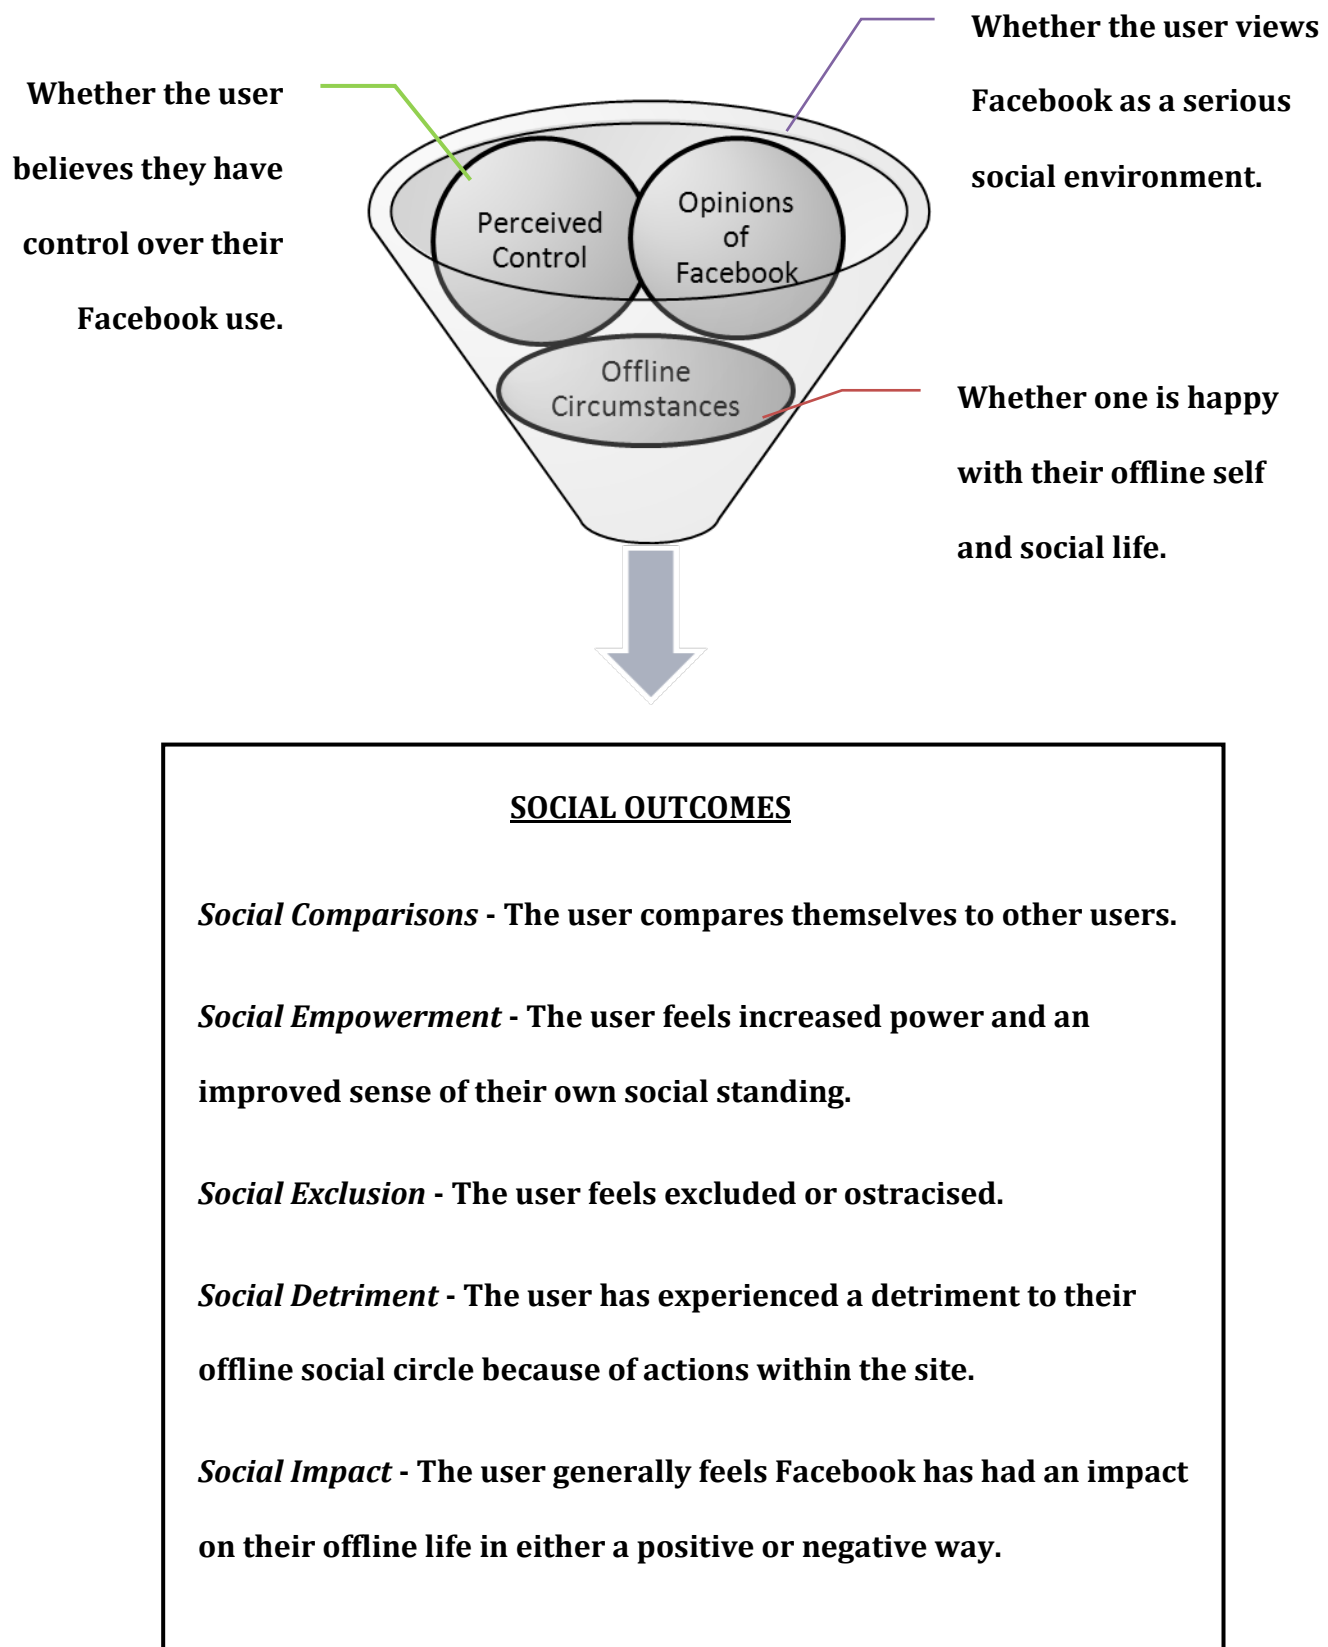 Whether the user views
Facebook as a serious
social environment.
Whether the user
believes they have
control over their
Facebook use.
Perceived
Control
Opinions
of
Facebook
Offline
Circumstances
Whether one is happy
with their offline self
and social life.
SOCIAL OUTCOMES
Social Comparisons - The user compares themselves to other users.
Social Empowerment - The user feels increased power and an
improved sense of their own social standing.
Social Exclusion - The user feels excluded or ostracised.
Social Detriment - The user has experienced a detriment to their
offline social circle because of actions within the site.
Social Impact - The user generally feels Facebook has had an impact
on their offline life in either a positive or negative way.